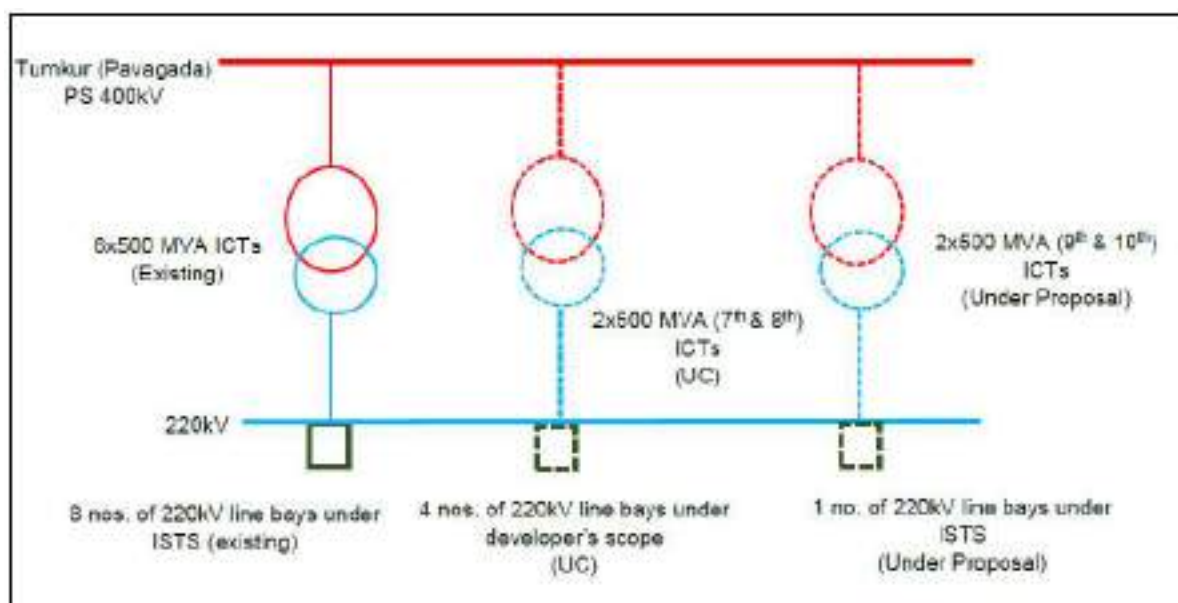 Tumkur (Pavagada)
PS 400kV
6x500 MVA ICTs
(Existing)
2x500 MVA (9th & 10th)
ICTs
(Under Proposal)
2x500 MVA (7th & 8th)
ICTs
(UC)
220kV
8 nos. of 220kV line bays under
ISTS (existing)
4 nos. of 220kV line bays under
developer's scope
(UC)
1 no. of 220kV line bays under
ISTS
(Under Proposal)